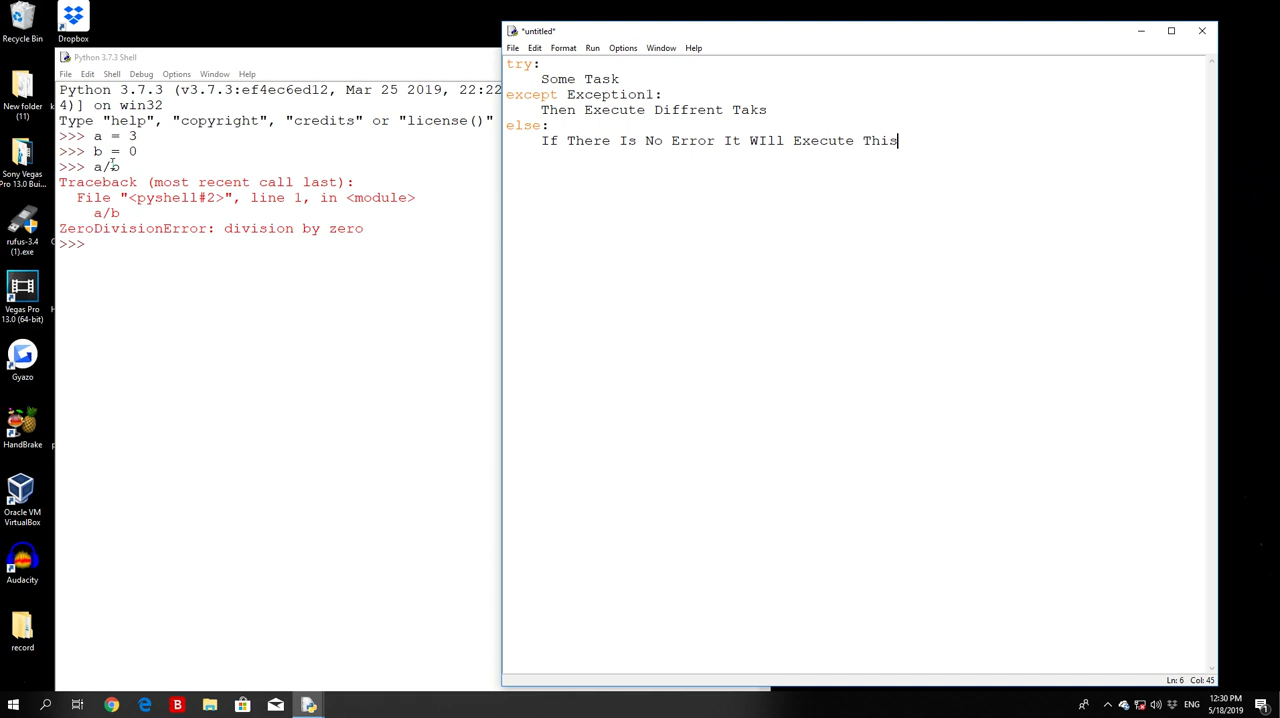 Recycle Bin
Dropbox
New folder
(11)
Sony Vegas
Pro 13.0 Bui...
rufus-3.4
(1).exe
Vegas Pro
13.0 (64-bit)
Gyazo
HandBrake
Oracle VM
VirtualBox
Audacity
record
Python 3.7.3 Shell
File Edit Shell Debug Options Window Help
Python 3.7.3 (v3.7.3:ef4ec6ed12, Mar 25 2019, 22:22
4)] on win32
Type "help", "copyright", "credits" or "license()"
>>> a = 3
>>> b = 0
>>> a/b
Traceback (most recent call last):
File "<pyshell#2>", line 1, in <module>
a/b
ZeroDivisionError: division by zero
>>>
*untitled*
File Edit Format Run Options Window Help
try:
Some Task
except Exception1:
Then Execute Diffrent Taks
else:
If There Is No Error It WIll Execute This
Ln: 6 Col: 45
ENG
12:30 PM
5/18/2019